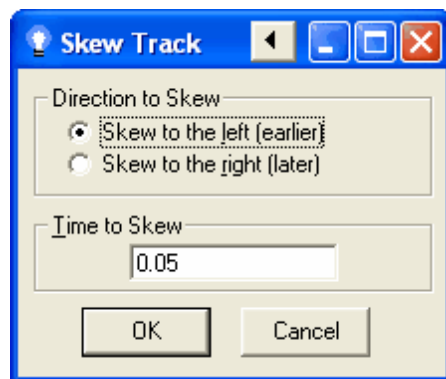 Skew Track
Direction to Skew
Skew to the left (earlier)
Skew to the right (later)
Time to Skew
0.05
OK
Cancel